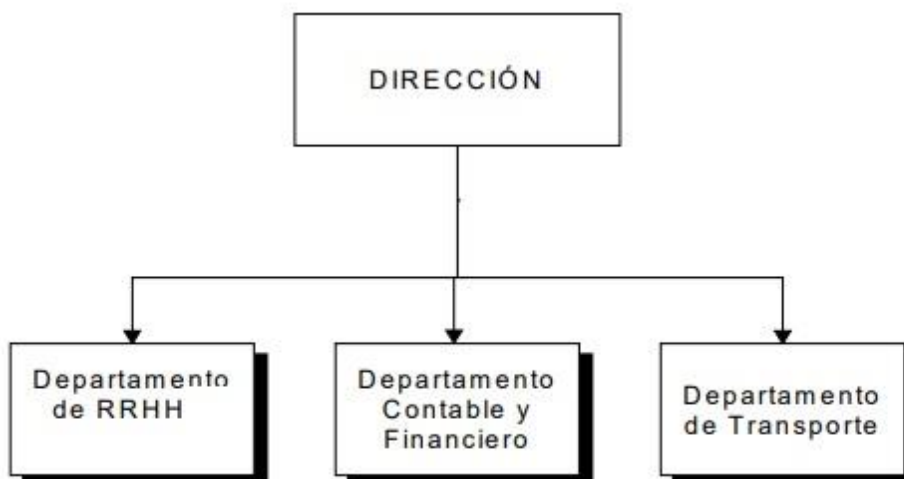 DIRECCIÓN
Departamento
de RRHH
Departamento
Contable y
Financiero
Departamento
de Transporte